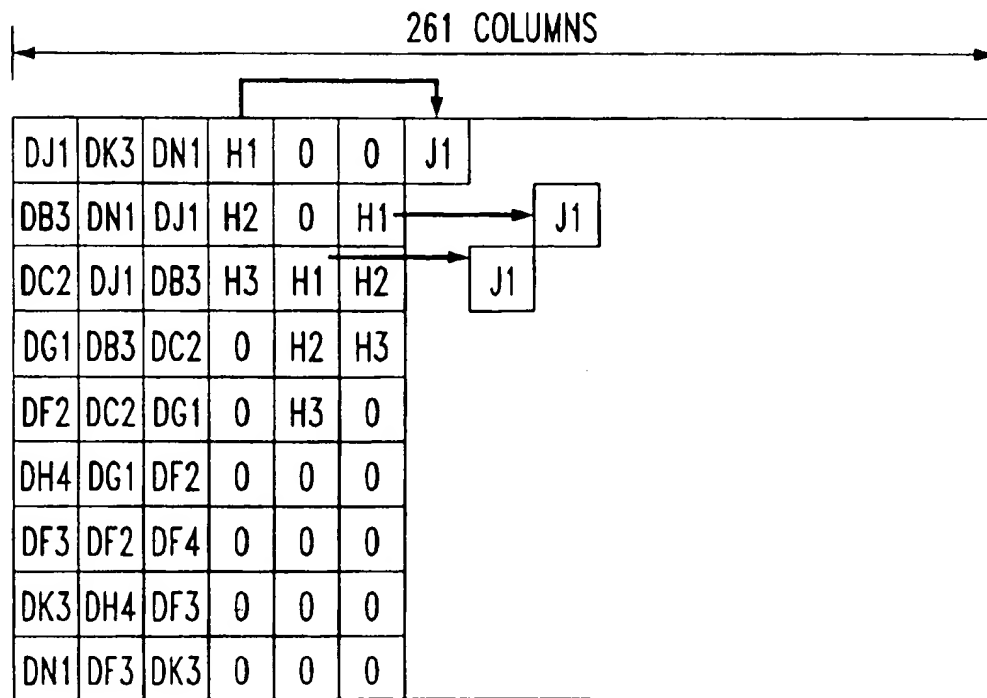 261 COLUMNS
DJ1 DK3 DN1 H1 0 0 J1
DB3 DN1 DJ1 H2 0 H1 J1
DC2 DJ1 DB3 H3 H1 H2 J1
DG1 DB3 DC2 0 H2 H3
DF2 DC2 DG1 0 H3 0
DH4 DG1 DF2 0 0 0
DF3 DF2 DF4 0 0 0
DK3 DH4 DF3 0 0 0
DN1 DF3 DK3 0 0 0